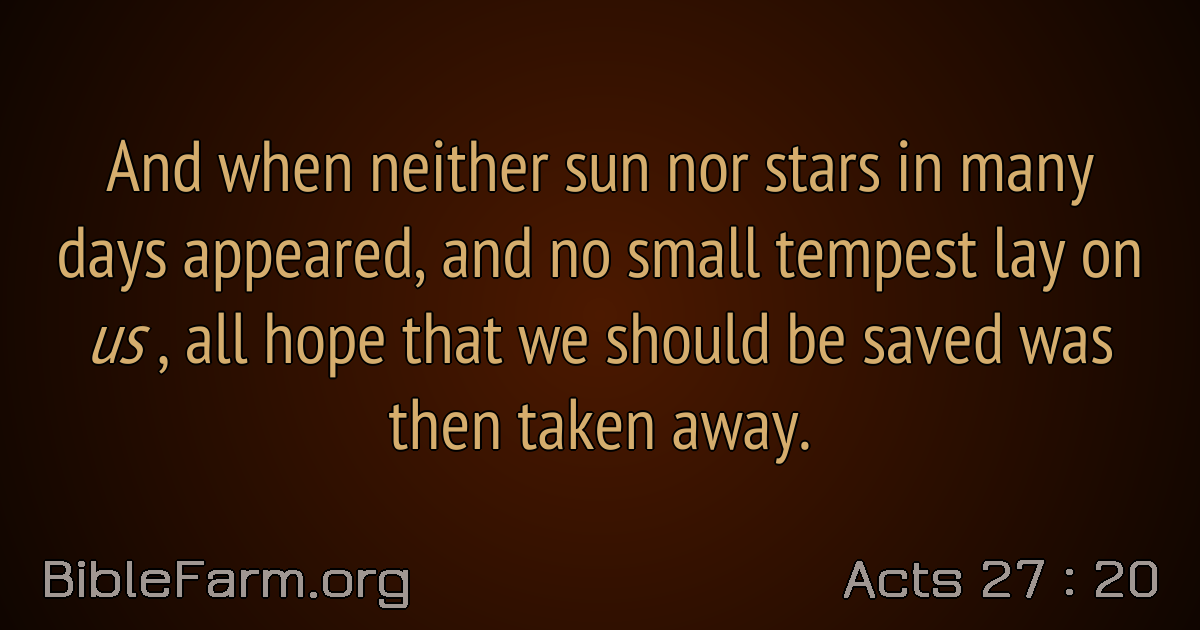 And when neither sun nor stars in many
days appeared, and no small tempest lay on
us , all hope that we should be saved was
then taken away.
BibleFarm.org
Acts 27 : 20